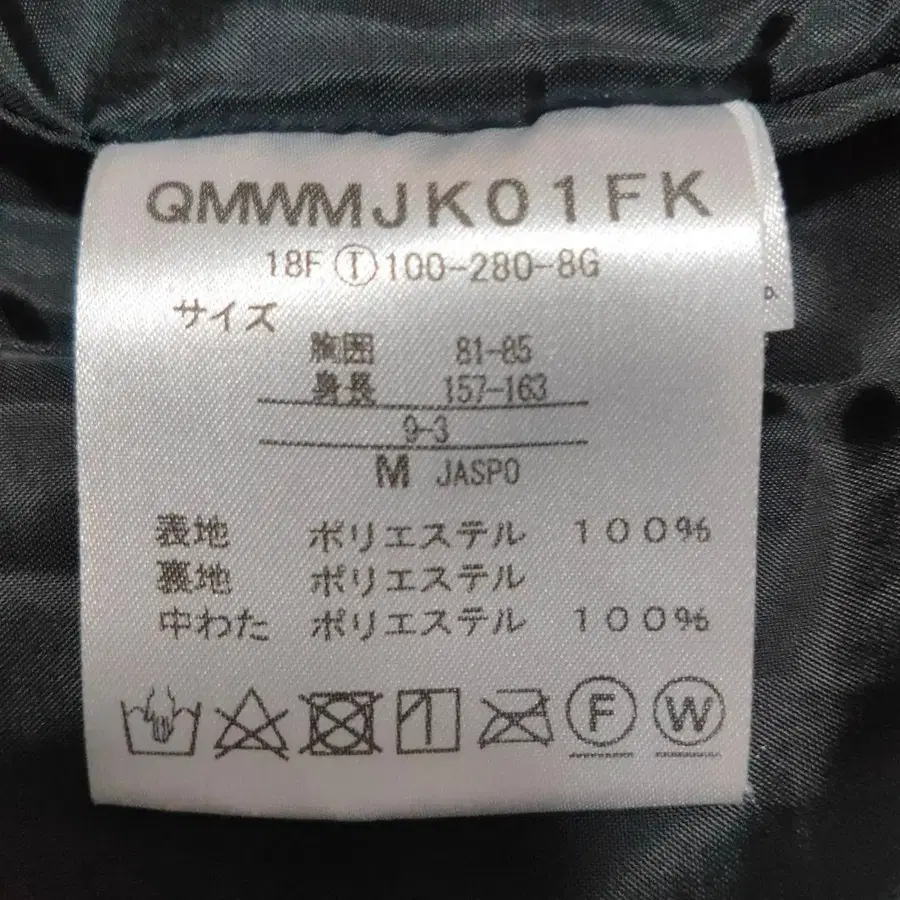 QMWMJK01FK
18F Ⓣ100-280-8G
サイズ
胸囲 81-85
身長 157-163
9-3
M JASPO
表地 ポリエステル 100%
裏地 ポリエステル
中わた ポリエステル 100%
F W
P.